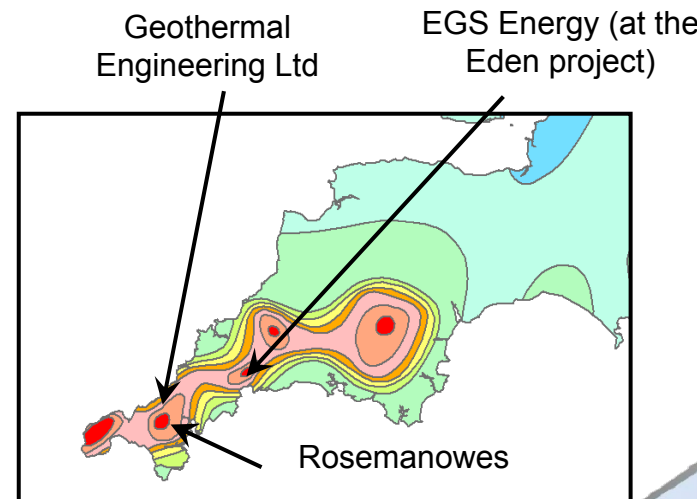 Geothermal
Engineering Ltd
EGS Energy (at the
Eden project)
Rosemanowes